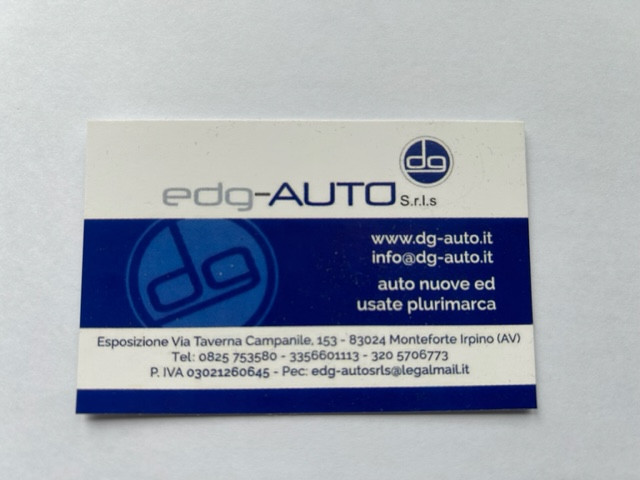 dg
edg-AUTO S.r.l.s
www.dg-auto.it
info@dg-auto.it
auto nuove ed
usate plurimarca
dg
Esposizione Via Taverna Campanile, 153 - 83024 Monteforte Irpino (AV)
Tel: 0825 753580 - 3356601113 - 320 5706773
P. IVA 03021260645 - Pec: edg-autosrls@legalmail.it